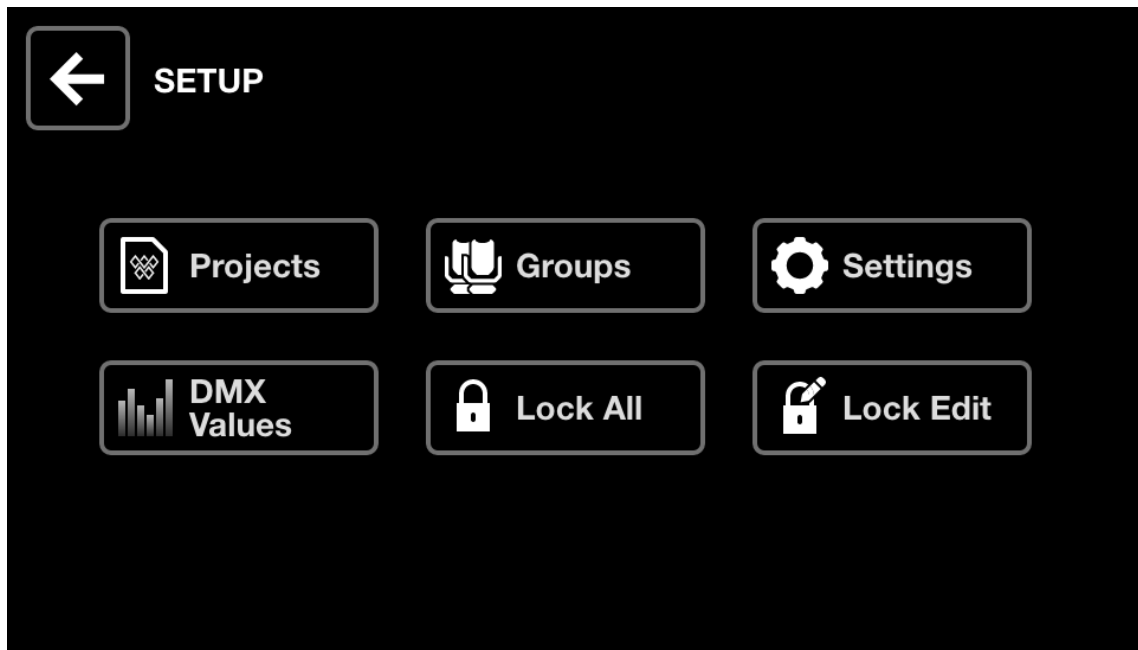 SETUP
Projects
Groups
Settings
DMX
Values
Lock All
Lock Edit